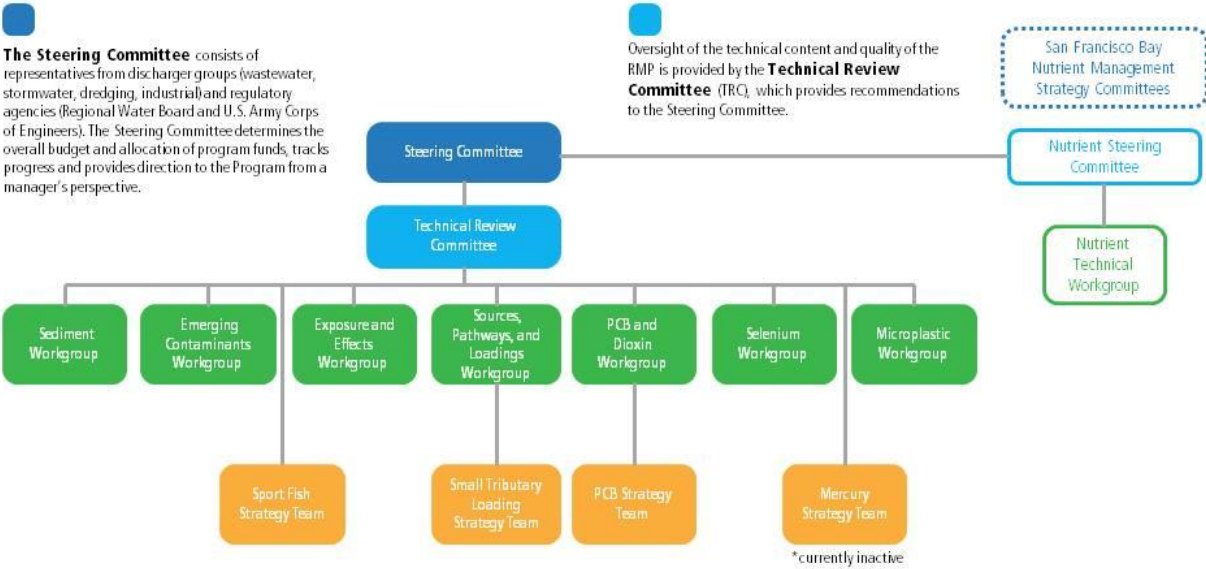 The Steering Committee consists of
representatives from discharger groups (wastewater,
stormwater, dredging, industrial) and regulatory
agencies (Regional Water Board and U.S. Army Corps
of Engineers). The Steering Committee determines the
overall budget and allocation of program funds, tracks
progress and provides direction to the Program from a
manager's perspective.
Oversight of the technical content and quality of the
RMP is provided by the Technical Review
Committee (TRC), which provides recommendations
to the Steering Committee.
San Francisco Bay
Nutrient Management
Strategy Committees
Steering Committee
Nutrient Steering
Committee
Technical Review
Committee
Nutrient
Technical
Workgroup
Sediment
Workgroup
Emerging
Contaminants
Workgroup
Exposure and
Effects
Workgroup
Sources,
Pathways, and
Loadings
Workgroup
PCB and
Dioxin
Workgroup
Selenium
Workgroup
Microplastic
Workgroup
Sport Fish
Strategy Team
Small Tributary
Loading
Strategy Team
PCB Strategy
Team
Mercury
Strategy Team
*currently inactive